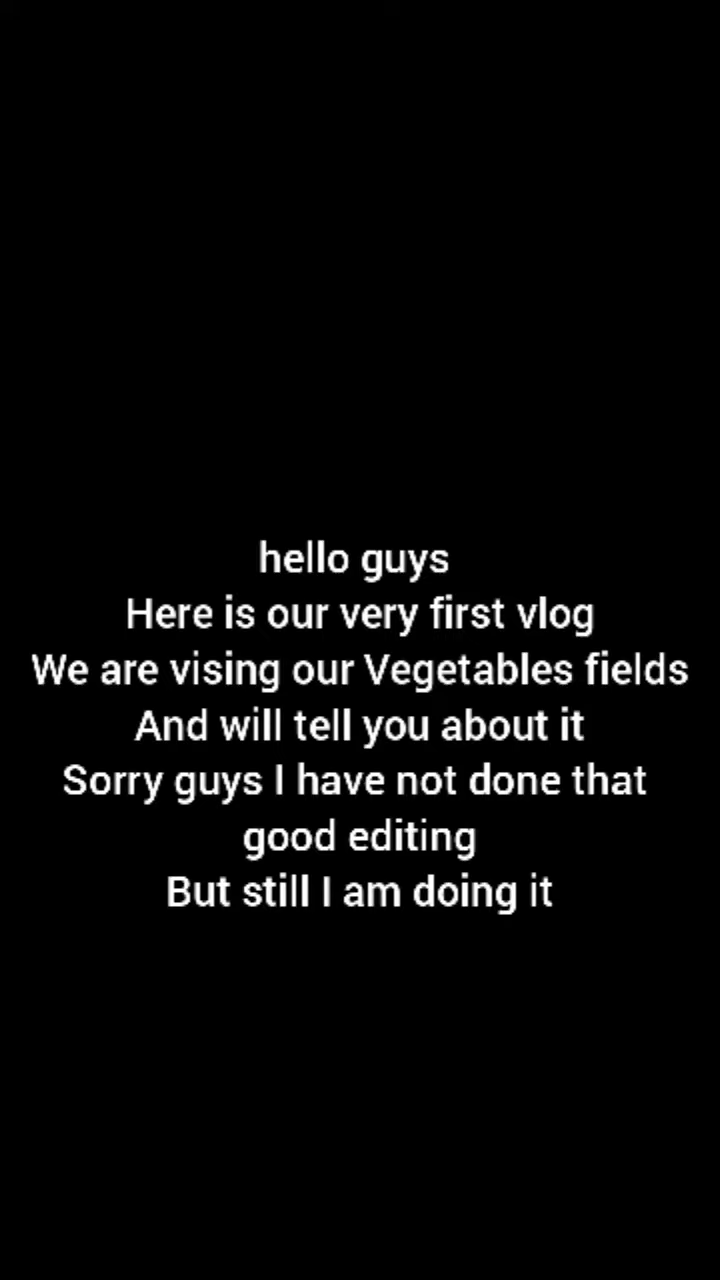 hello guys
Here is our very first vlog
We are vising our Vegetables fields
And will tell you about it
Sorry guys I have not done that
good editing
But still I am doing it